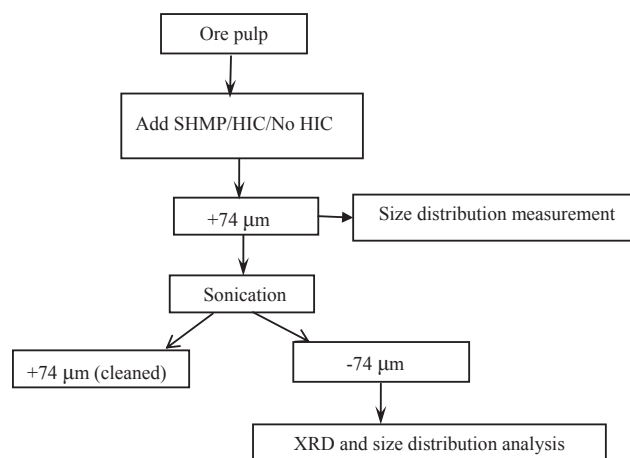 Ore pulp
Add SHMP/HIC/No HIC
+74 μm
Size distribution measurement
Sonication
+74 μm (cleaned)
-74 μm
XRD and size distribution analysis